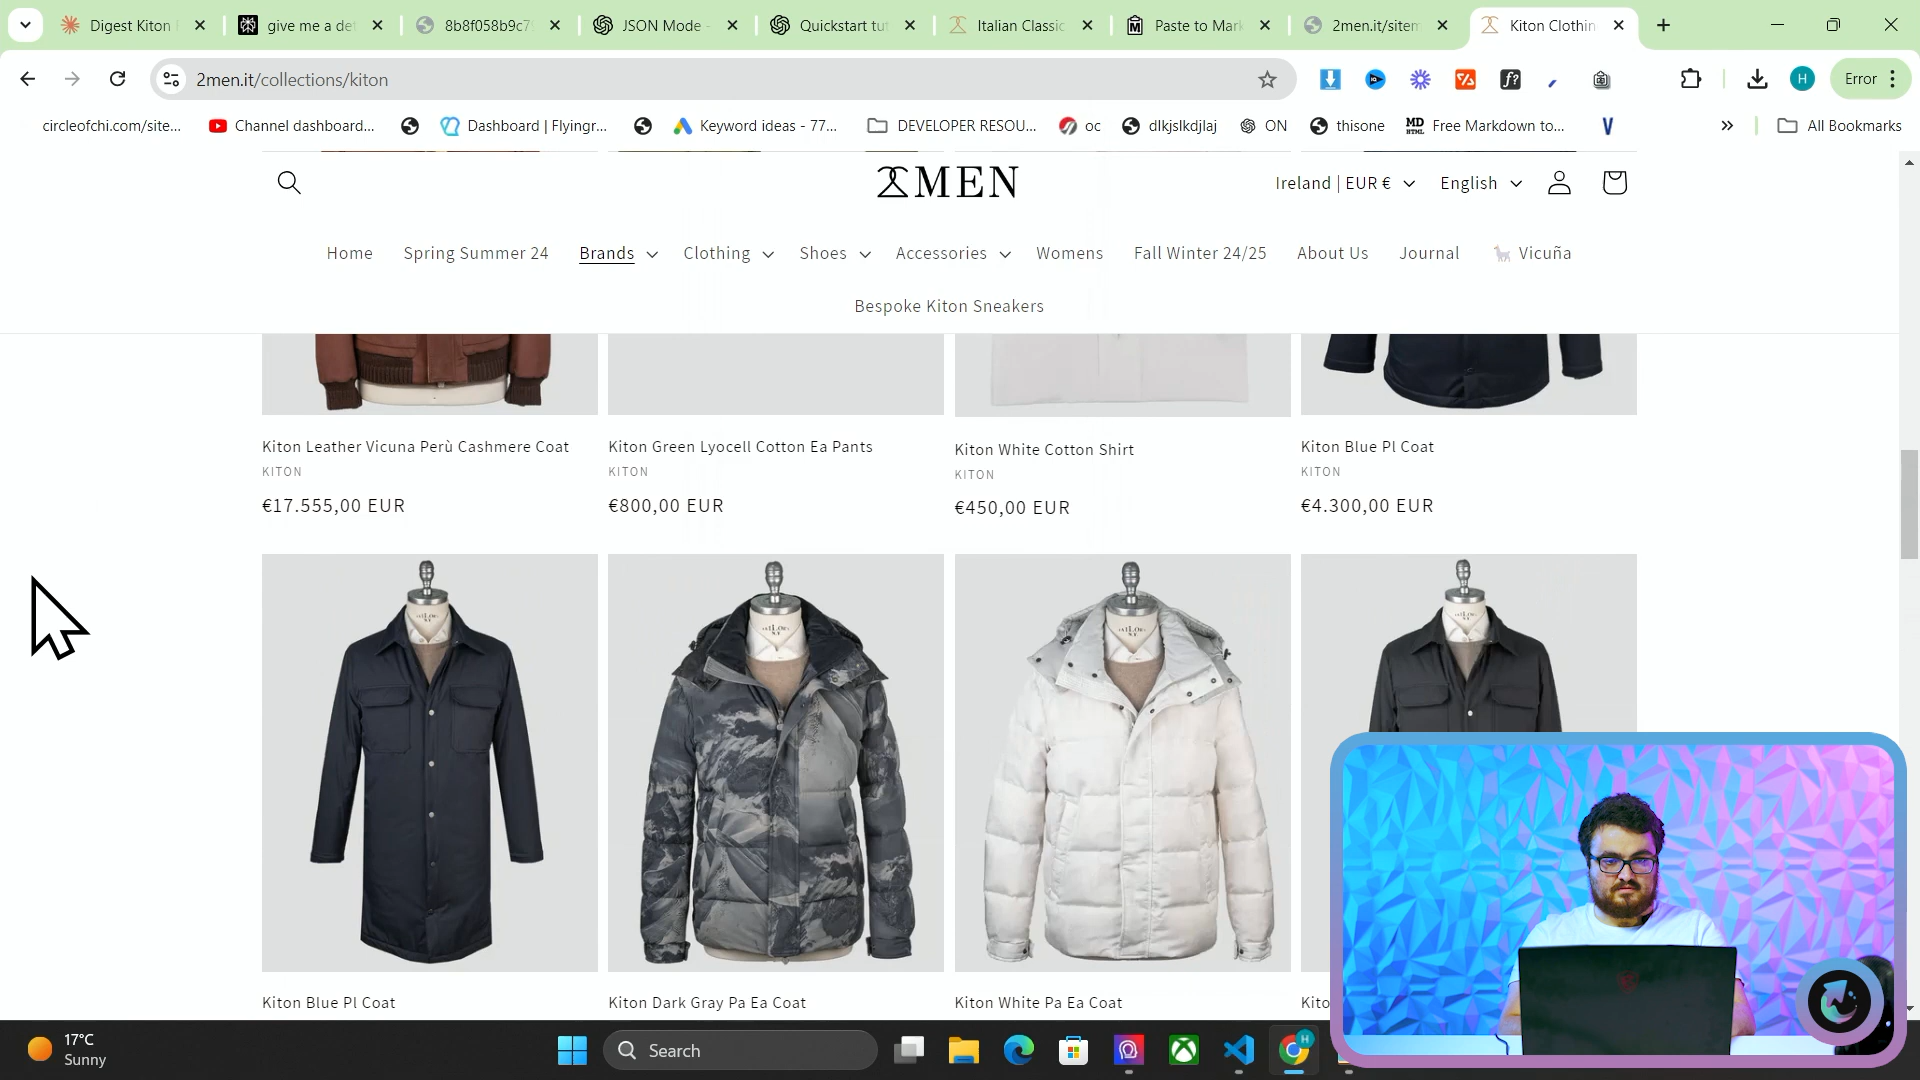 Digest Kiton
give me a det
8b8f058b9c7
JSON Mode -
Quickstart tut
Italian Classic
Paste to Mark
2men.it/sitem
Kiton Clothin
2men.it/collections/kiton
H
Error
circleofchi.com/site...
Channel dashboard...
Dashboard | Flyingr...
Keyword ideas - 77...
DEVELOPER RESOU...
oc
dlkjslkdjlaj
ON
thisone
Free Markdown to...
All Bookmarks
2MEN
Ireland | EUR €
English
Home
Spring Summer 24
Brands
Clothing
Shoes
Accessories
Womens
Fall Winter 24/25
About Us
Journal
Vicuña
Bespoke Kiton Sneakers
Kiton Leather Vicuna Perù Cashmere Coat
KITON
€17.555,00 EUR
Kiton Green Lyocell Cotton Ea Pants
KITON
€800,00 EUR
Kiton White Cotton Shirt
KITON
€450,00 EUR
Kiton Blue Pl Coat
KITON
€4.300,00 EUR
Kiton Blue Pl Coat
Kiton Dark Gray Pa Ea Coat
Kiton White Pa Ea Coat
17°C
Sunny
Search